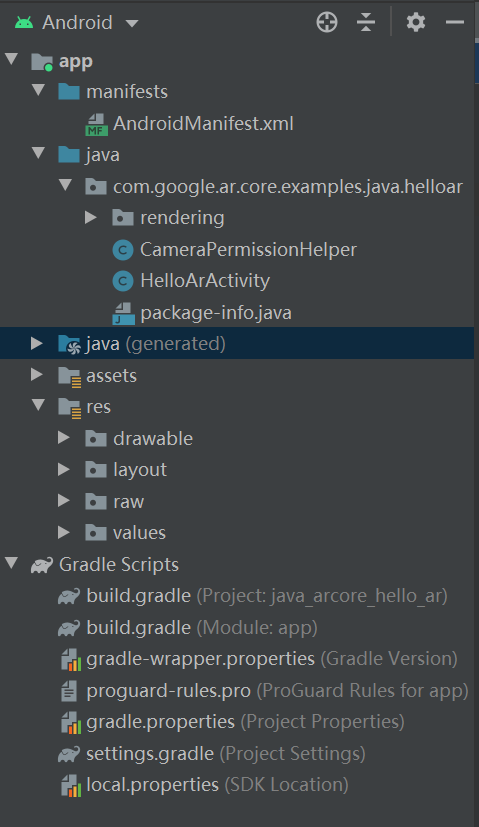 Android
app
manifests
MF AndroidManifest.xml
java
com.google.ar.core.examples.java.helloar
rendering
C CameraPermissionHelper
C HelloArActivity
J package-info.java
java (generated)
assets
res
drawable
layout
raw
values
Gradle Scripts
build.gradle (Project: java_arcore_hello_ar)
build.gradle (Module: app)
gradle-wrapper.properties (Gradle Version)
proguard-rules.pro (ProGuard Rules for app)
gradle.properties (Project Properties)
settings.gradle (Project Settings)
local.properties (SDK Location)